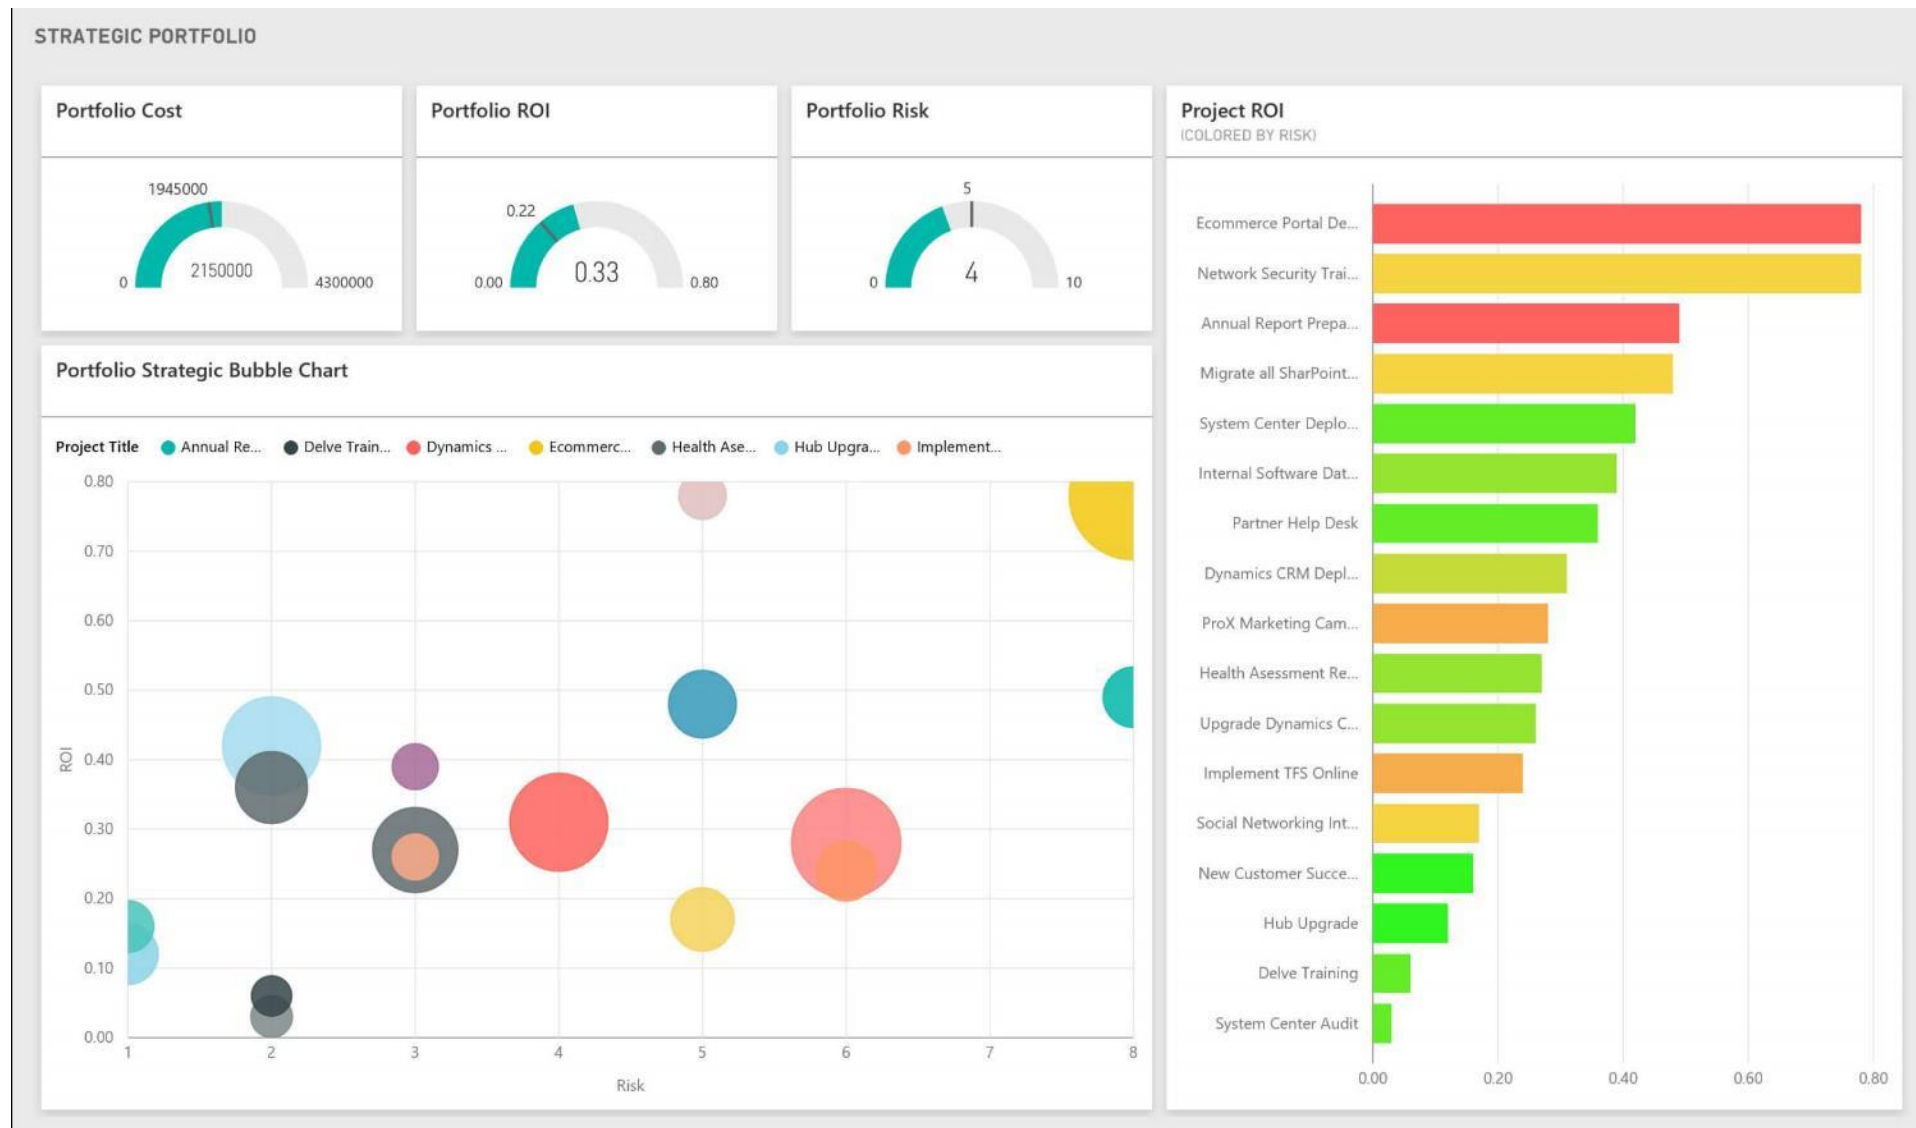 STRATEGIC PORTFOLIO
Portfolio Cost
1945000
0
2150000
4300000
Portfolio ROI
0.22
0.00
0.33
0.80
Portfolio Risk
5
0
4
10
Portfolio Strategic Bubble Chart
Project Title Annual Re... Delve Train... Dynamics ... Ecommerc... Health Ase... Hub Upgra... Implement...
0.80
0.70
0.60
0.50
0.40
0.30
0.20
0.10
0.00
ROI
1 2 3 4 5 6 7 8
Risk
Project ROI
(COLORED BY RISK)
Ecommerce Portal De...
Network Security Trai...
Annual Report Prepa...
Migrate all SharPoint...
System Center Deplo...
Internal Software Dat...
Partner Help Desk
Dynamics CRM Depl...
ProX Marketing Cam...
Health Asessment Re...
Upgrade Dynamics C...
Implement TFS Online
Social Networking Int...
New Customer Succe...
Hub Upgrade
Delve Training
System Center Audit
0.00 0.20 0.40 0.60 0.80